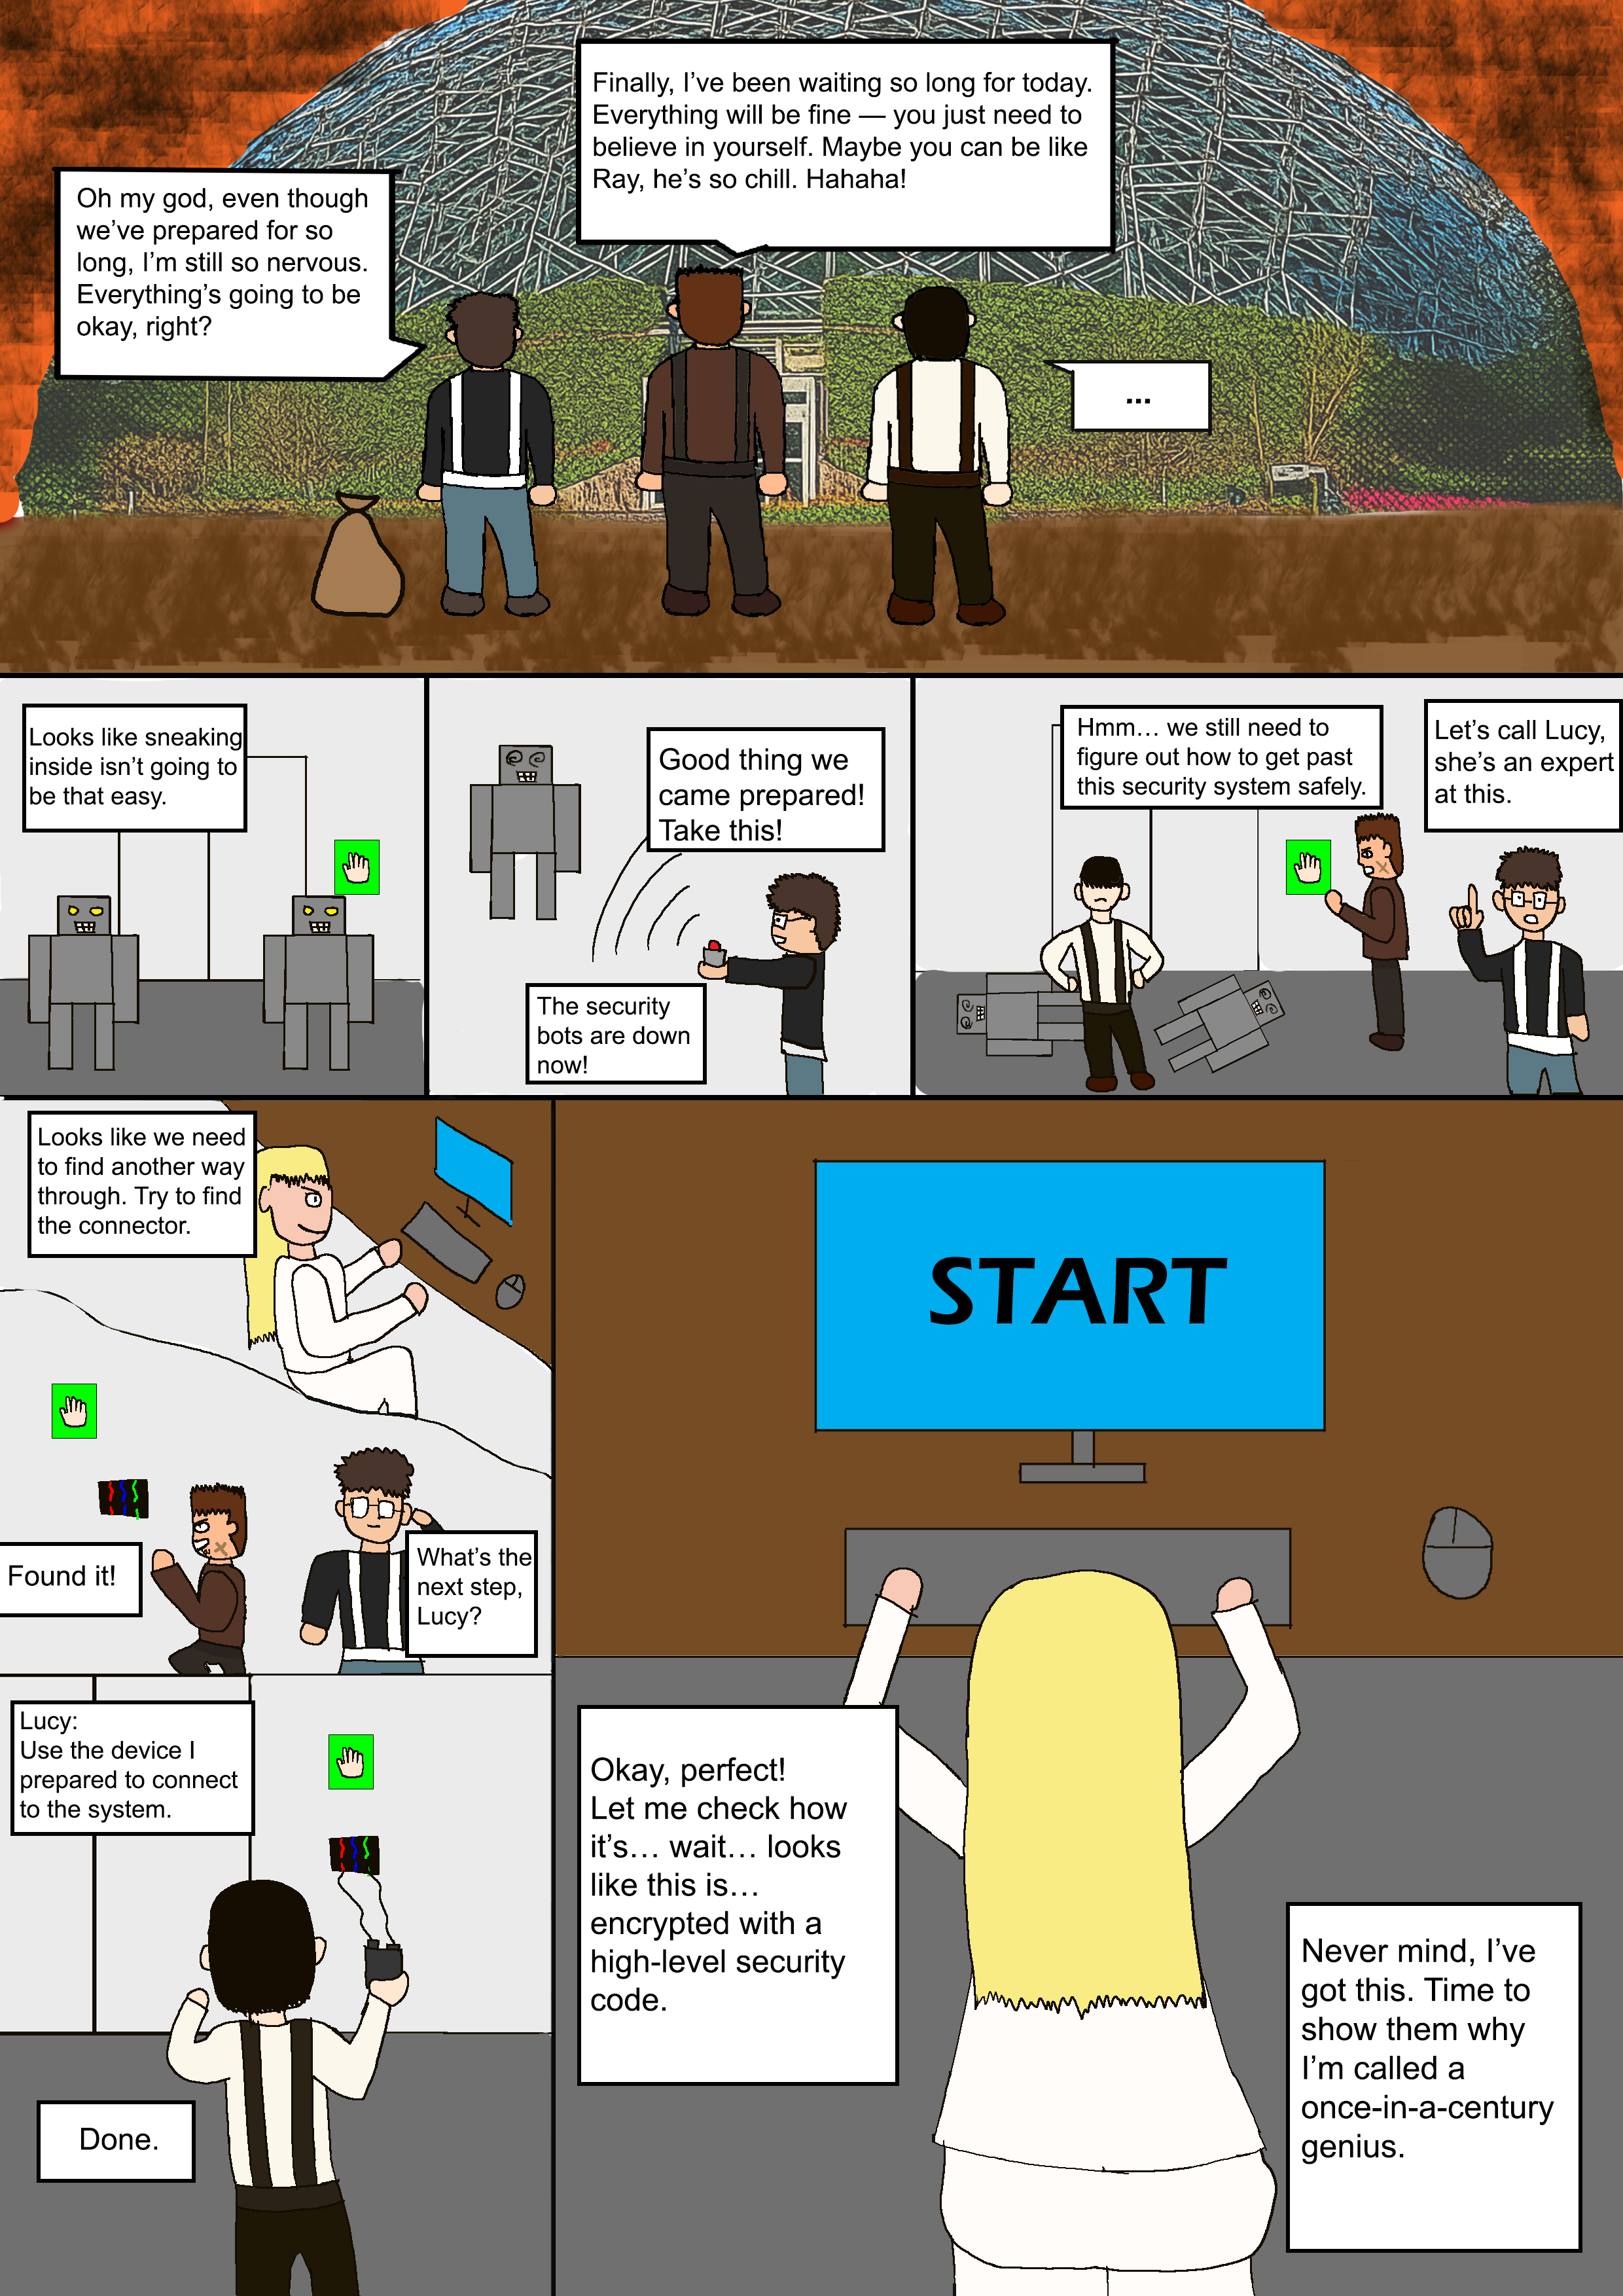 Oh my god, even though
we’ve prepared for so
long, I’m still so nervous.
Everything’s going to be
okay, right?
Finally, I’ve been waiting so long for today.
Everything will be fine — you just need to
believe in yourself. Maybe you can be like
Ray, he’s so chill. Hahaha!
...
Looks like sneaking
inside isn’t going to
be that easy.
Good thing we
came prepared!
Take this!
The security
bots are down
now!
Hmm… we still need to
figure out how to get past
this security system safely.
Let’s call Lucy,
she’s an expert
at this.
Looks like we need
to find another way
through. Try to find
the connector.
Found it!
What’s the
next step,
Lucy?
Lucy:
Use the device I
prepared to connect
to the system.
Done.
START
Okay, perfect!
Let me check how
it’s… wait… looks
like this is…
encrypted with a
high-level security
code.
Never mind, I’ve
got this. Time to
show them why
I’m called a
once-in-a-century
genius.